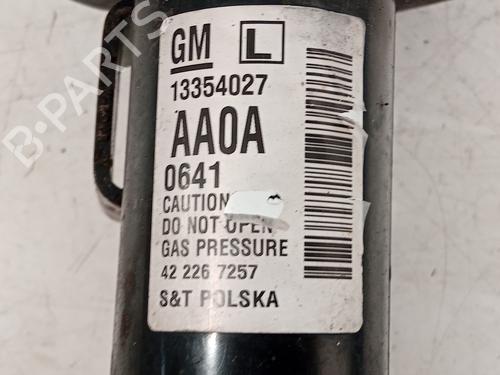 GM L
13354027
AA0A
0641
CAUTION
DO NOT OPEN
GAS PRESSURE
42 226 7257
S&T POLSKA
B-PARTS